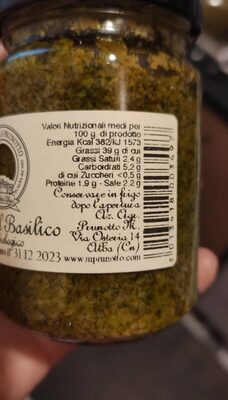 Valori Nutrizionali medi per
100 g di prodotto
Energia Kcal 382/kJ 1573
Grassi 39 g di cui
Grassi Saturi 2,4 g
Carboidrati 5,2 g
di cui Zuccheri <0,5 g
Proteine 1,9 g - Sale 2,2 g
Conservare in frigo
dopo l'apertura
Az. Agr.
Prunotto M.
Via Osteria 14
Alba (Cn)
www.mprunotto.com
Basilico
31 12 2023